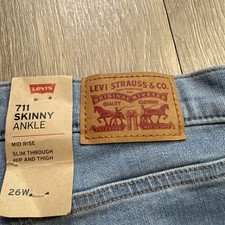 Levi's
711
SKINNY
ANKLE
MID RISE
SLIM THROUGH
HIP AND THIGH
26W
LEVI STRAUSS & CO.
ORIGINAL RIVETED
QUALITY CLOTHING